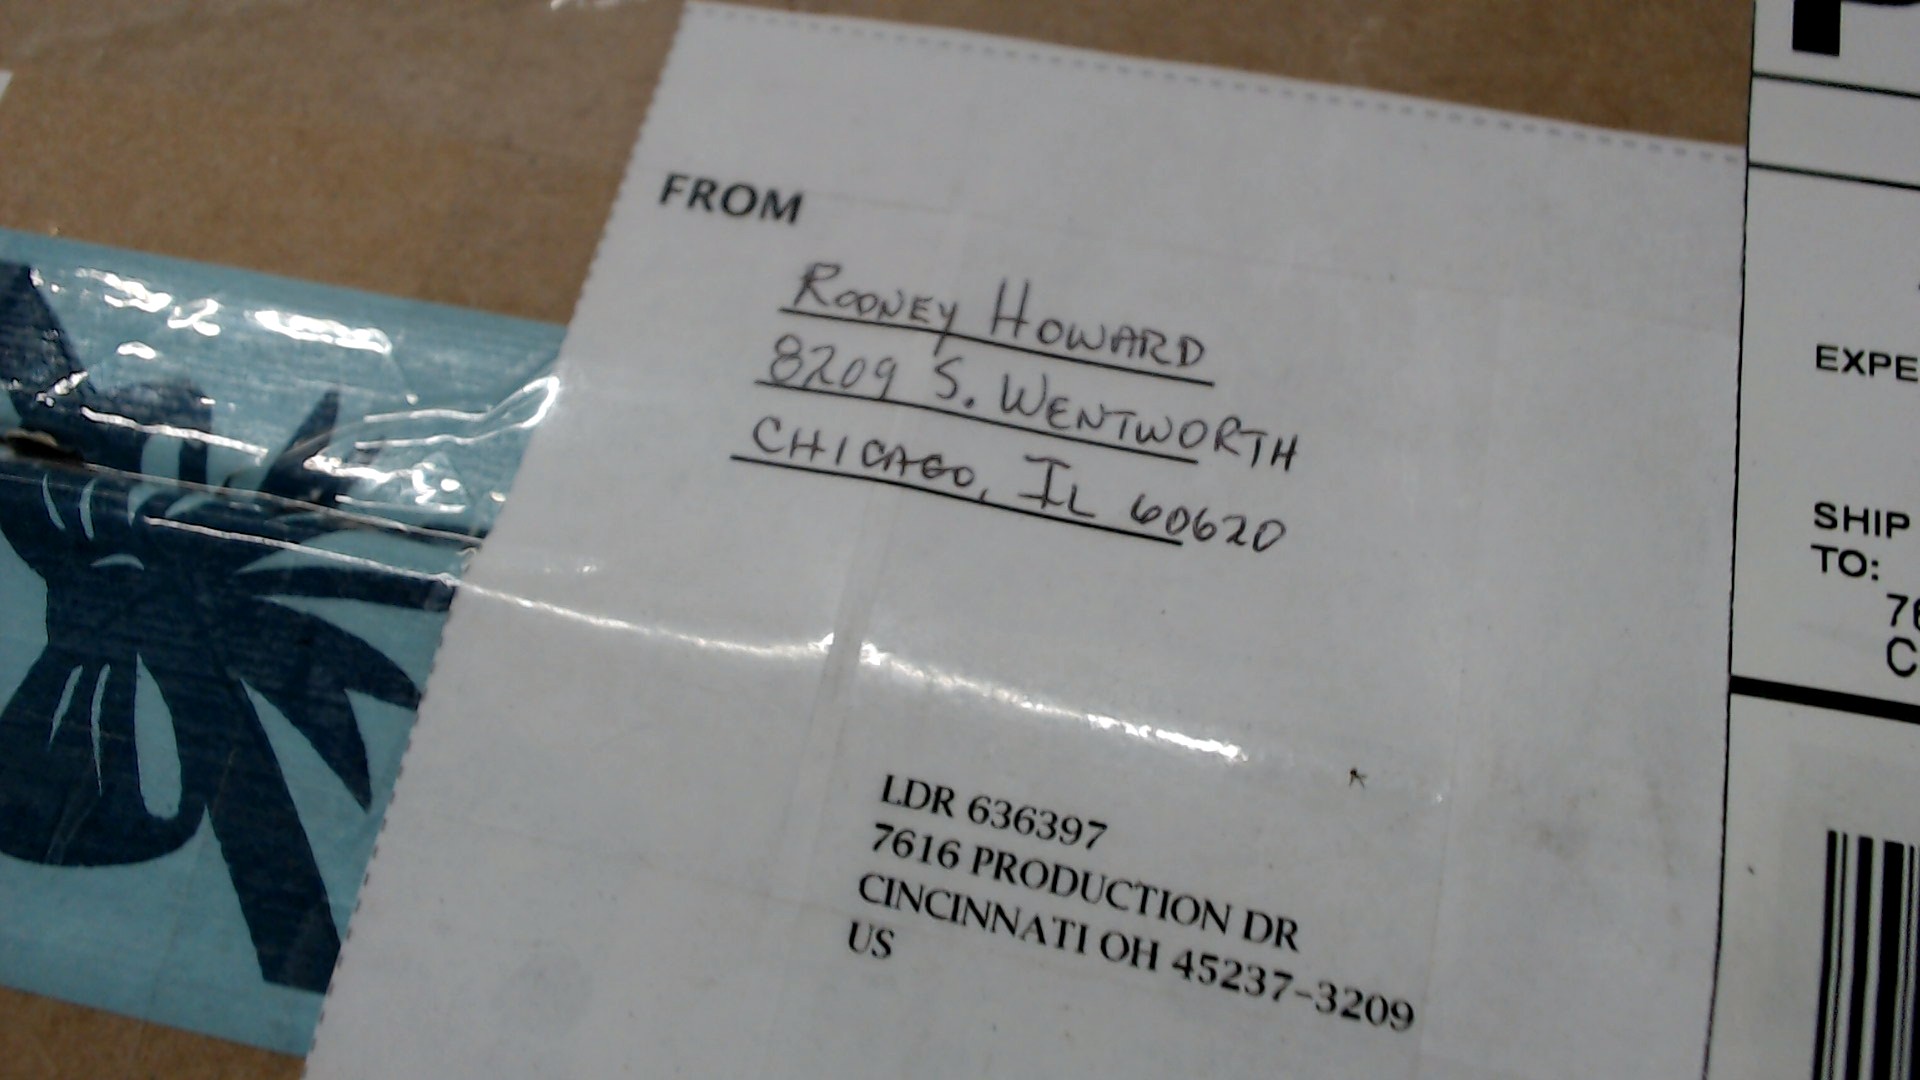 FROM
RODNEY HOWARD
8209 S. WENTWORTH
CHICAGO, IL 60620
LDR 636397
7616 PRODUCTION DR
CINCINNATI OH 45237-3209
US
P
EXPE
SHIP
TO:
76
C